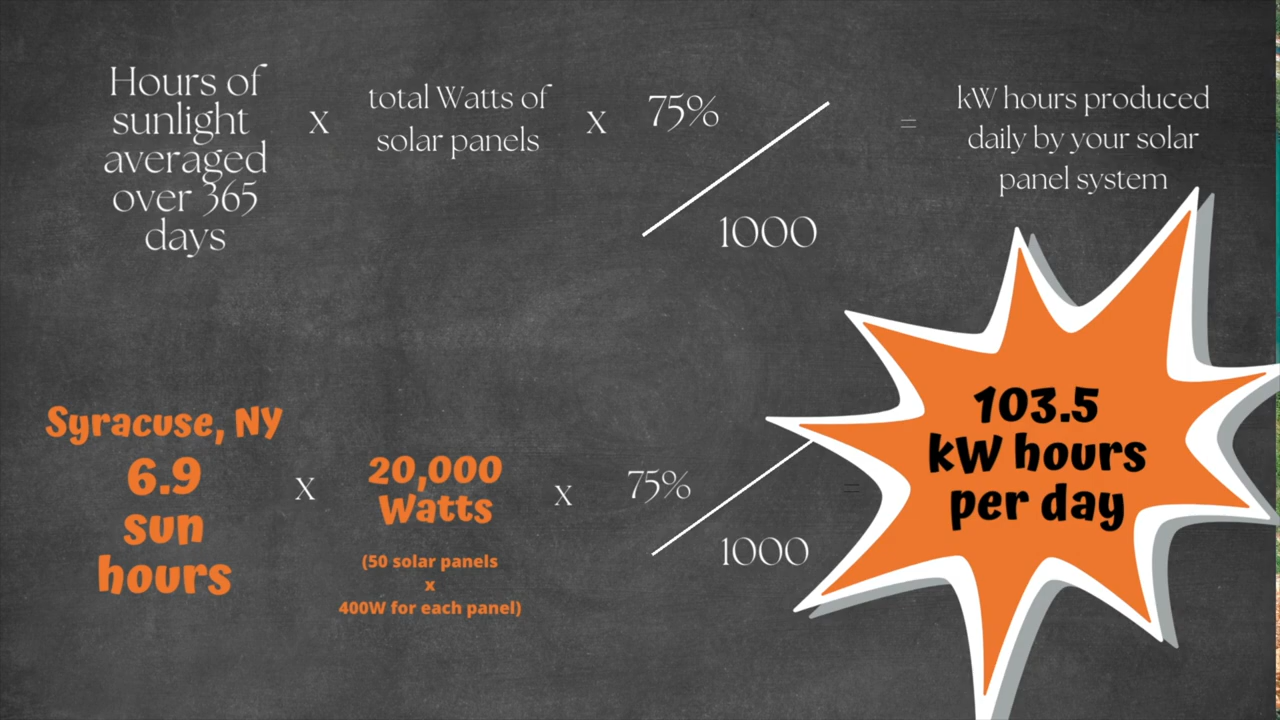 Hours of
sunlight
averaged
over 365
days
x
total Watts of
solar panels
x
75%
1000
=
kW hours produced
daily by your solar
panel system
Syracuse, NY
6.9
sun
hours
x
20,000
Watts
(50 solar panels
x
400W for each panel)
x
75%
1000
=
103.5
kW hours
per day